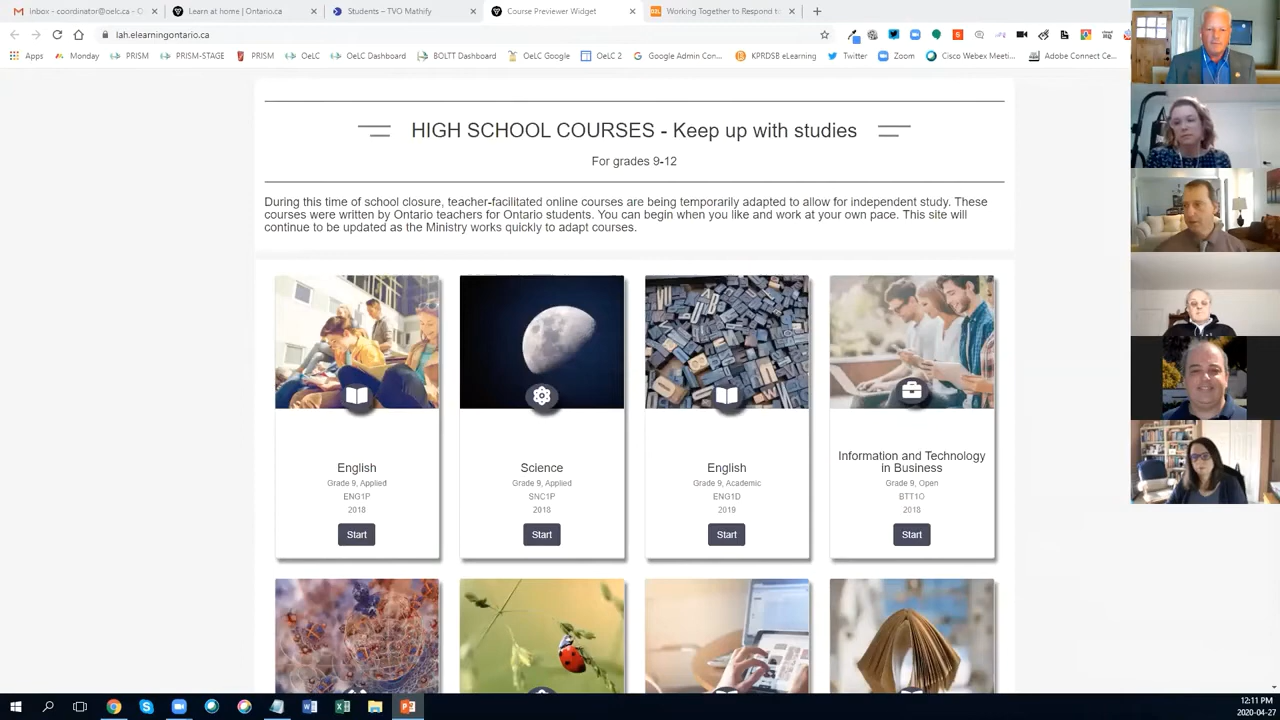 Inbox - coordinator@oelc.ca - O
Learn at home | Ontario.ca
Students – TVO Mathify
Course Previewer Widget
Working Together to Respond t
lah.elearningontario.ca
Apps
Monday
PRISM
PRISM-STAGE
PRISM
OeLC
OeLC Dashboard
BOLTT Dashboard
OeLC Google
OeLC 2
Google Admin Con...
KPRDSB eLearning
Twitter
Zoom
Cisco Webex Meeti...
Adobe Connect Ce...
HIGH SCHOOL COURSES - Keep up with studies
For grades 9-12
During this time of school closure, teacher-facilitated online courses are being temporarily adapted to allow for independent study. These
courses were written by Ontario teachers for Ontario students. You can begin when you like and work at your own pace. This site will
continue to be updated as the Ministry works quickly to adapt courses.
English
Grade 9, Applied
ENG1P
2018
Start
Science
Grade 9, Applied
SNC1P
2018
Start
English
Grade 9, Academic
ENG1D
2019
Start
Information and Technology
in Business
Grade 9, Open
BTT1O
2018
Start
12:11 PM
2020-04-27